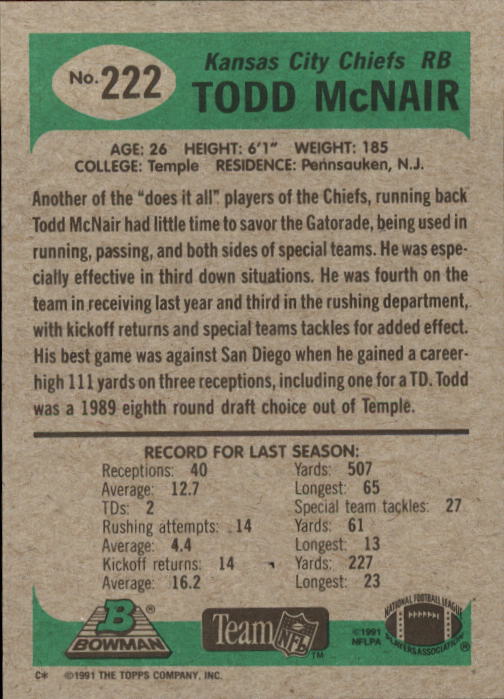 No. 222
Kansas City Chiefs RB
TODD McNAIR
AGE: 26 HEIGHT: 6'1" WEIGHT: 185
COLLEGE: Temple RESIDENCE: Pennsauken, N.J.
Another of the "does it all" players of the Chiefs, running back
Todd McNair had little time to savor the Gatorade, being used in
running, passing, and both sides of special teams. He was espe-
cially effective in third down situations. He was fourth on the
team in receiving last year and third in the rushing department,
with kickoff returns and special teams tackles for added effect.
His best game was against San Diego when he gained a career-
high 111 yards on three receptions, including one for a TD. Todd
was a 1989 eighth round draft choice out of Temple.
RECORD FOR LAST SEASON:
Receptions: 40 Yards: 507
Average: 12.7 Longest: 65
TDs: 2 Special team tackles: 27
Rushing attempts: 14 Yards: 61
Average: 4.4 Longest: 13
Kickoff returns: 14 Yards: 227
Average: 16.2 Longest: 23
B
BOWMAN®
Team NFL™
©1991
NFLPA
NATIONAL FOOTBALL LEAGUE
PLAYERS ASSOCIATION
C* ©1991 THE TOPPS COMPANY, INC.